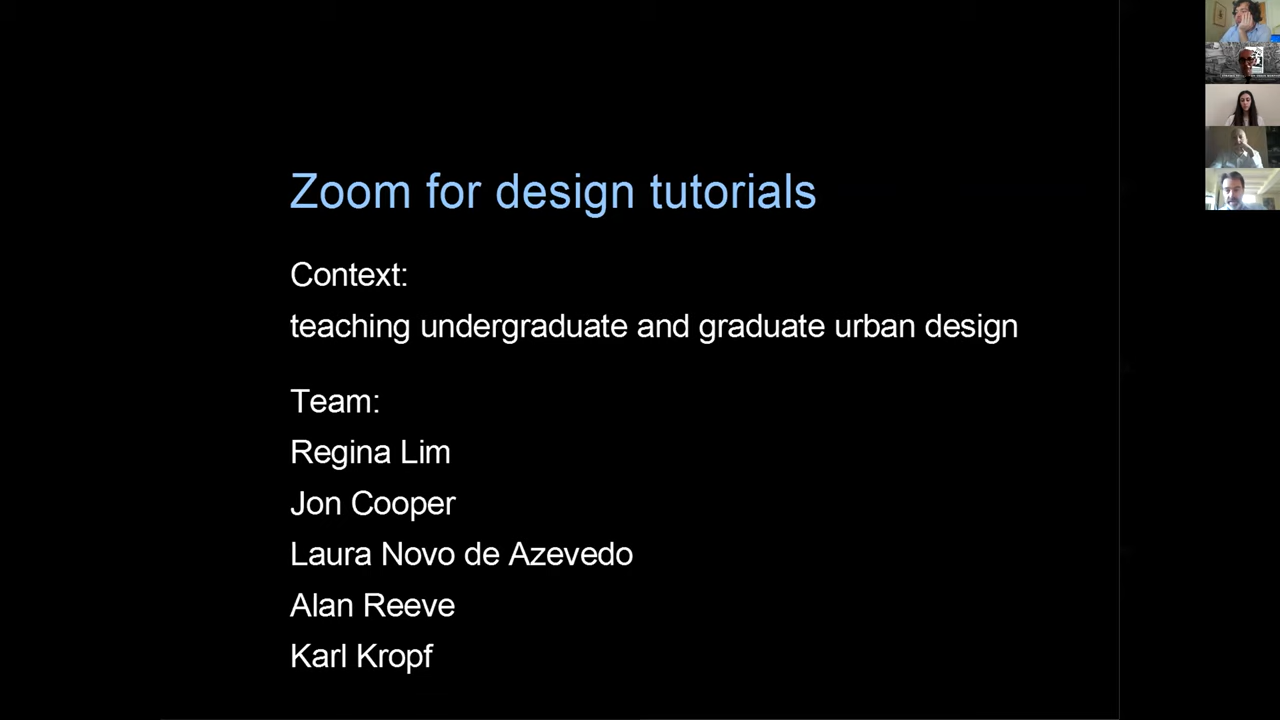 Zoom for design tutorials
Context:
teaching undergraduate and graduate urban design
Team:
Regina Lim
Jon Cooper
Laura Novo de Azevedo
Alan Reeve
Karl Kropf